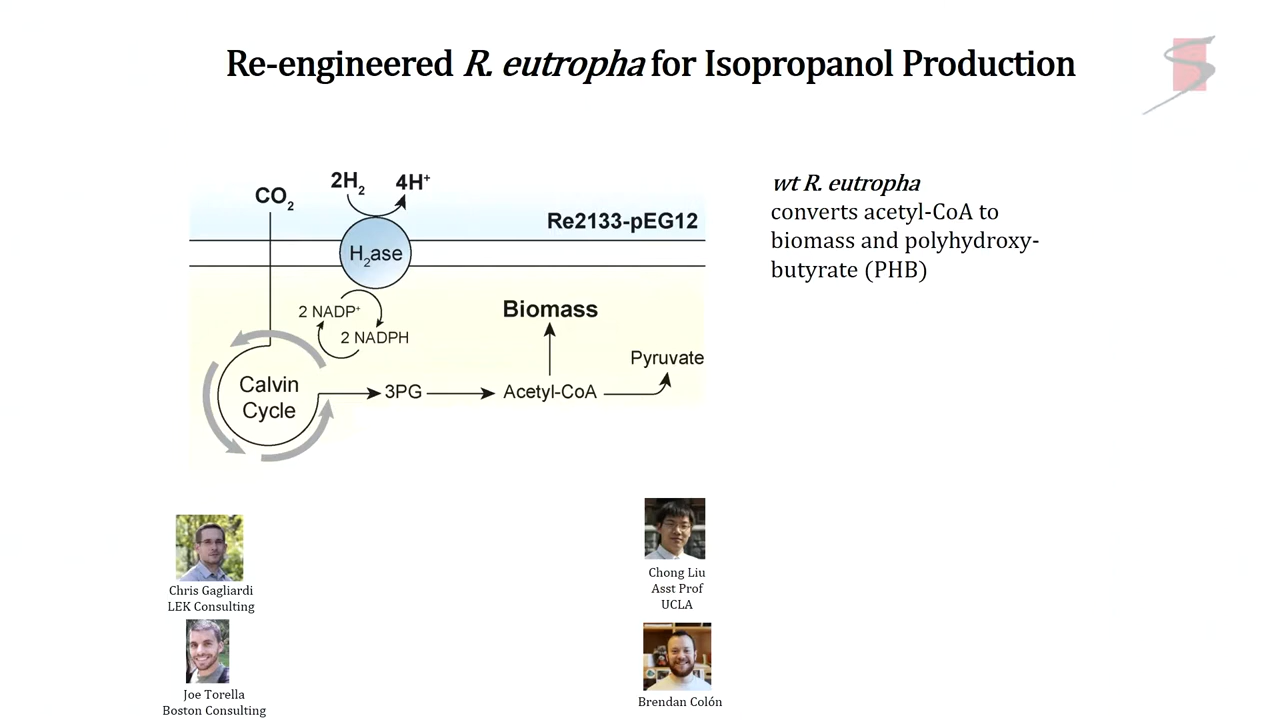 Re-engineered R. eutropha for Isopropanol Production
CO2
2H2
4H+
Re2133-pEG12
H2ase
2 NADP+
2 NADPH
Biomass
Pyruvate
Calvin
Cycle
3PG
Acetyl-CoA
wt R. eutropha
converts acetyl-CoA to
biomass and polyhydroxy-
butyrate (PHB)
Chris Gagliardi
LEK Consulting
Joe Torella
Boston Consulting
Chong Liu
Asst Prof
UCLA
Brendan Colón